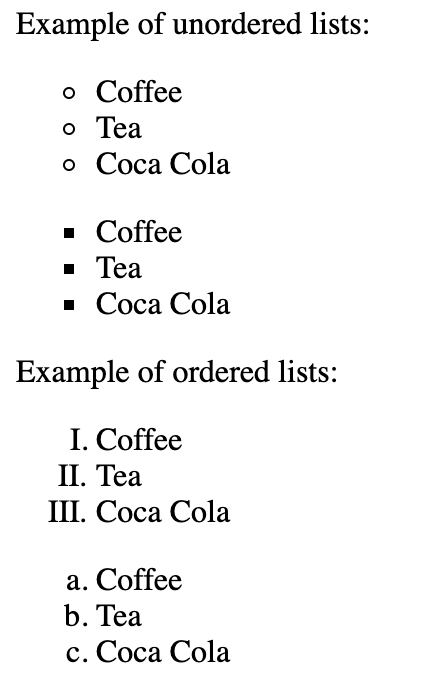 Example of unordered lists:
○ Coffee
○ Tea
○ Coca Cola
▪ Coffee
▪ Tea
▪ Coca Cola
Example of ordered lists:
I. Coffee
II. Tea
III. Coca Cola
a. Coffee
b. Tea
c. Coca Cola